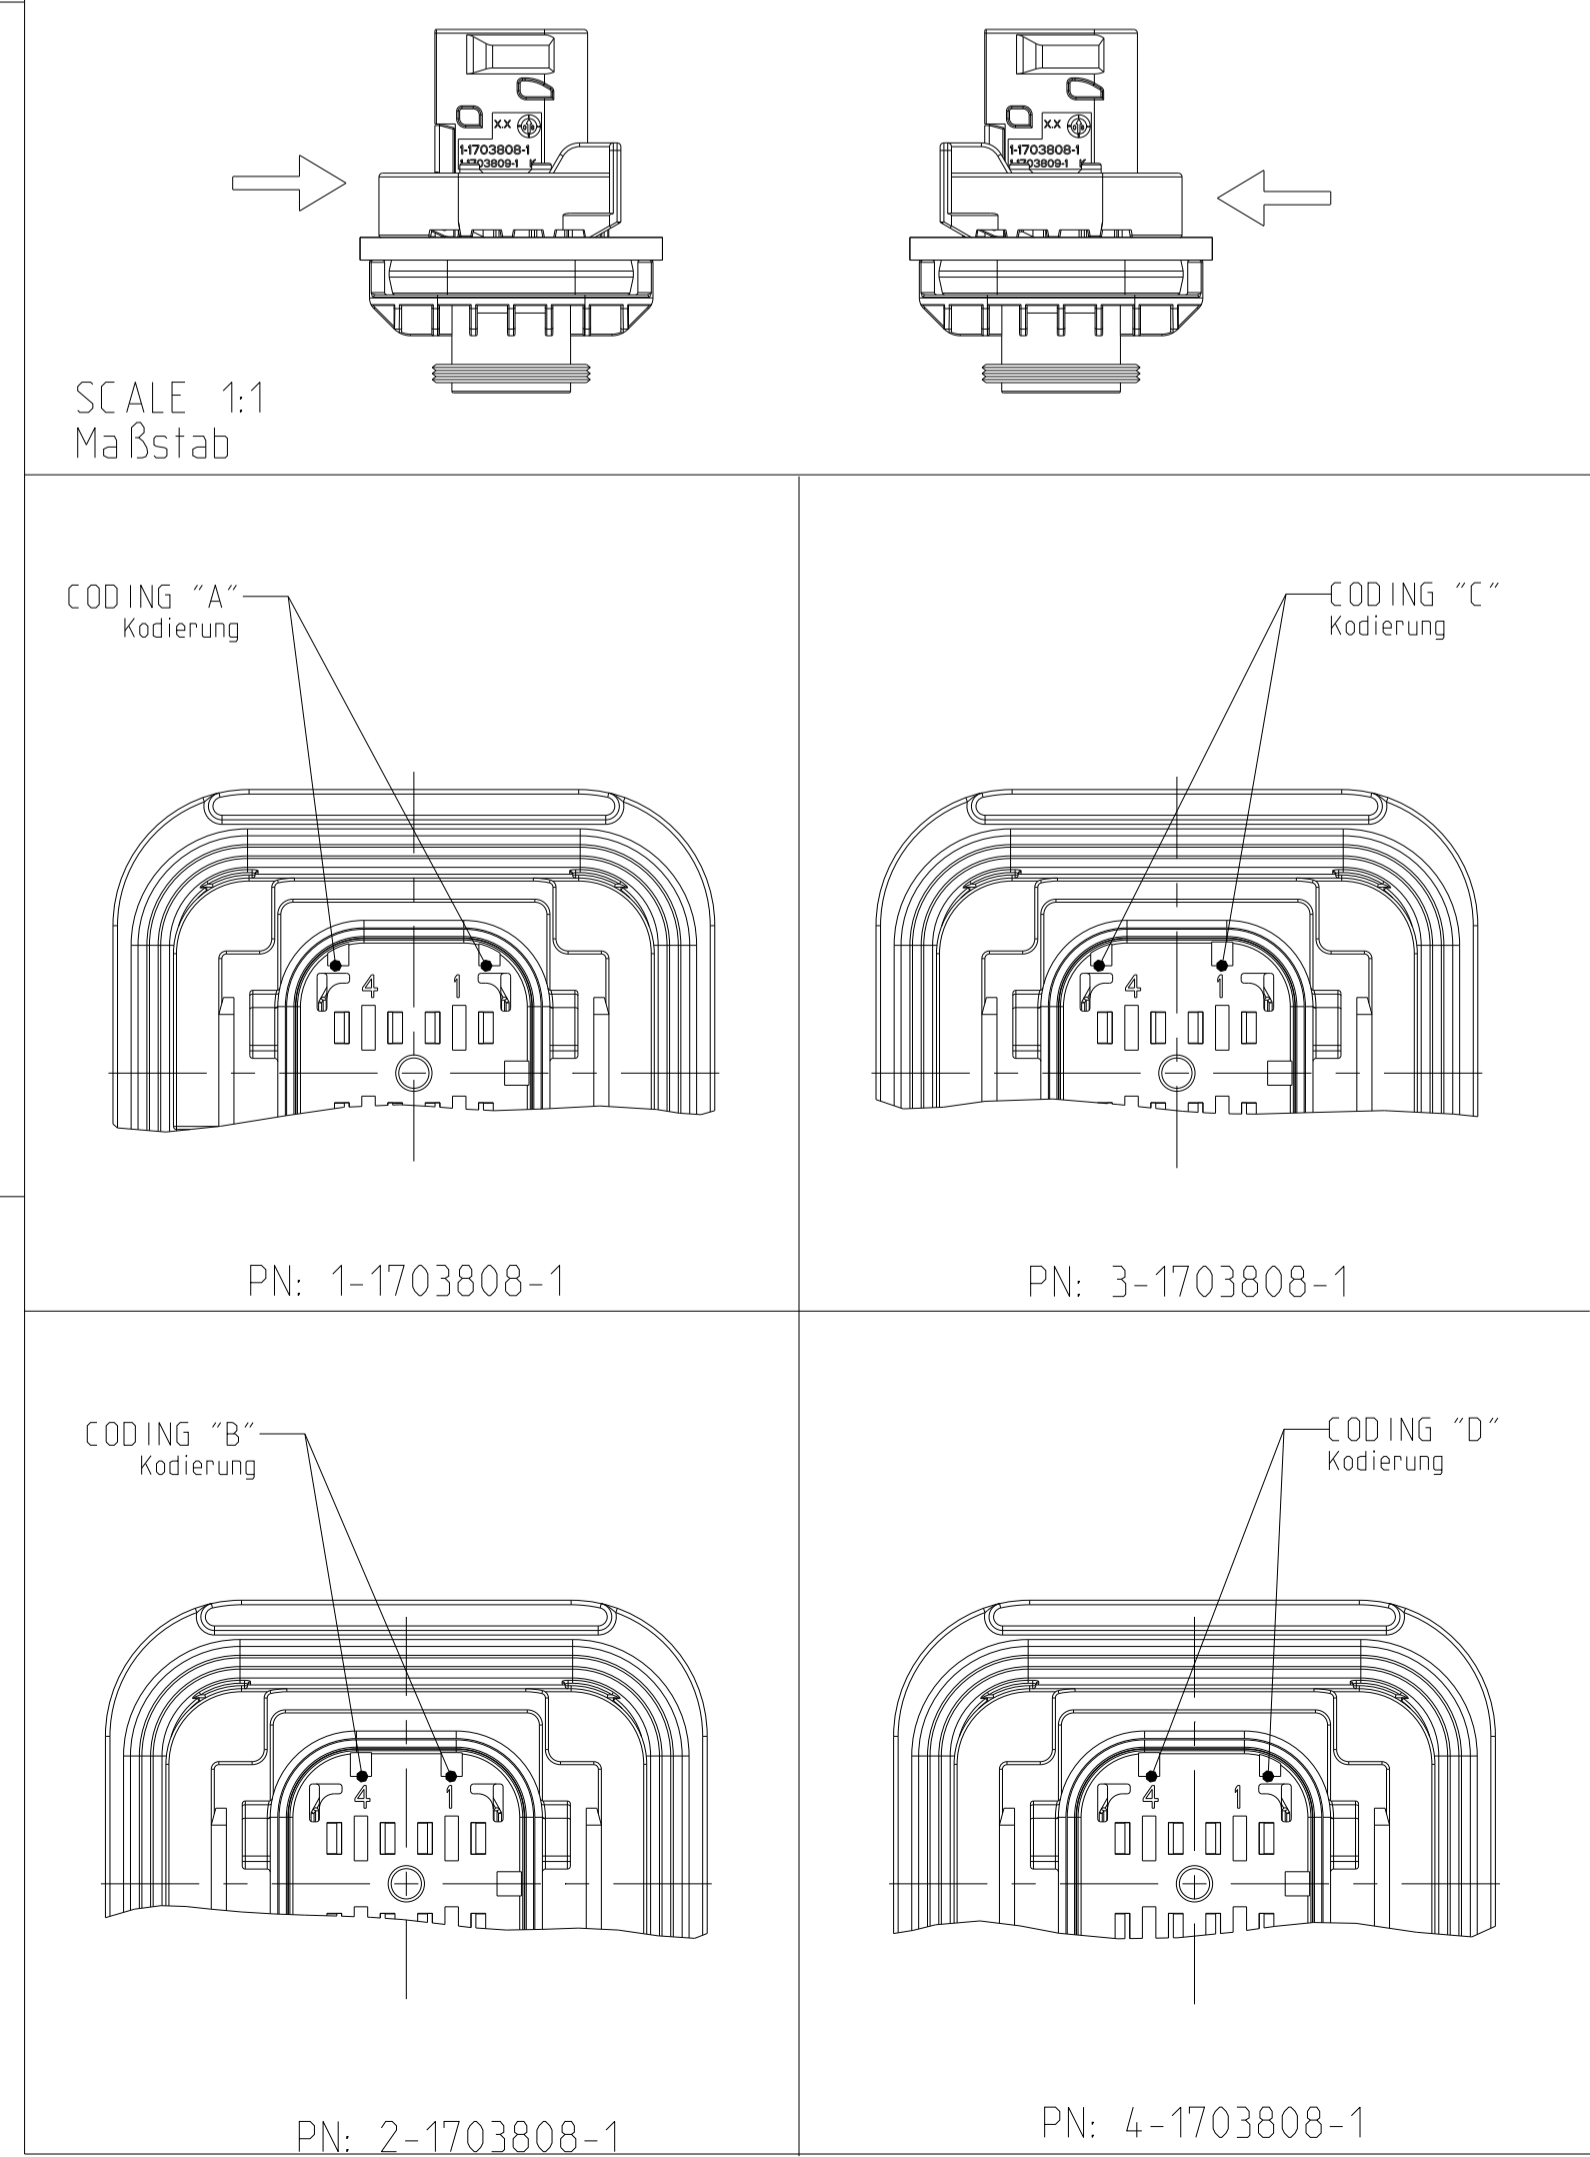 X.X
1-1703808-1
1-1703809-1 K
X.X
1-1703808-1
1-1703809-1 K
SCALE 1:1
Maßstab
CODING "A"
Kodierung
4 1
PN: 1-1703808-1
CODING "C"
Kodierung
4 1
PN: 3-1703808-1
CODING "B"
Kodierung
4 1
PN: 2-1703808-1
CODING "D"
Kodierung
4 1
PN: 4-1703808-1